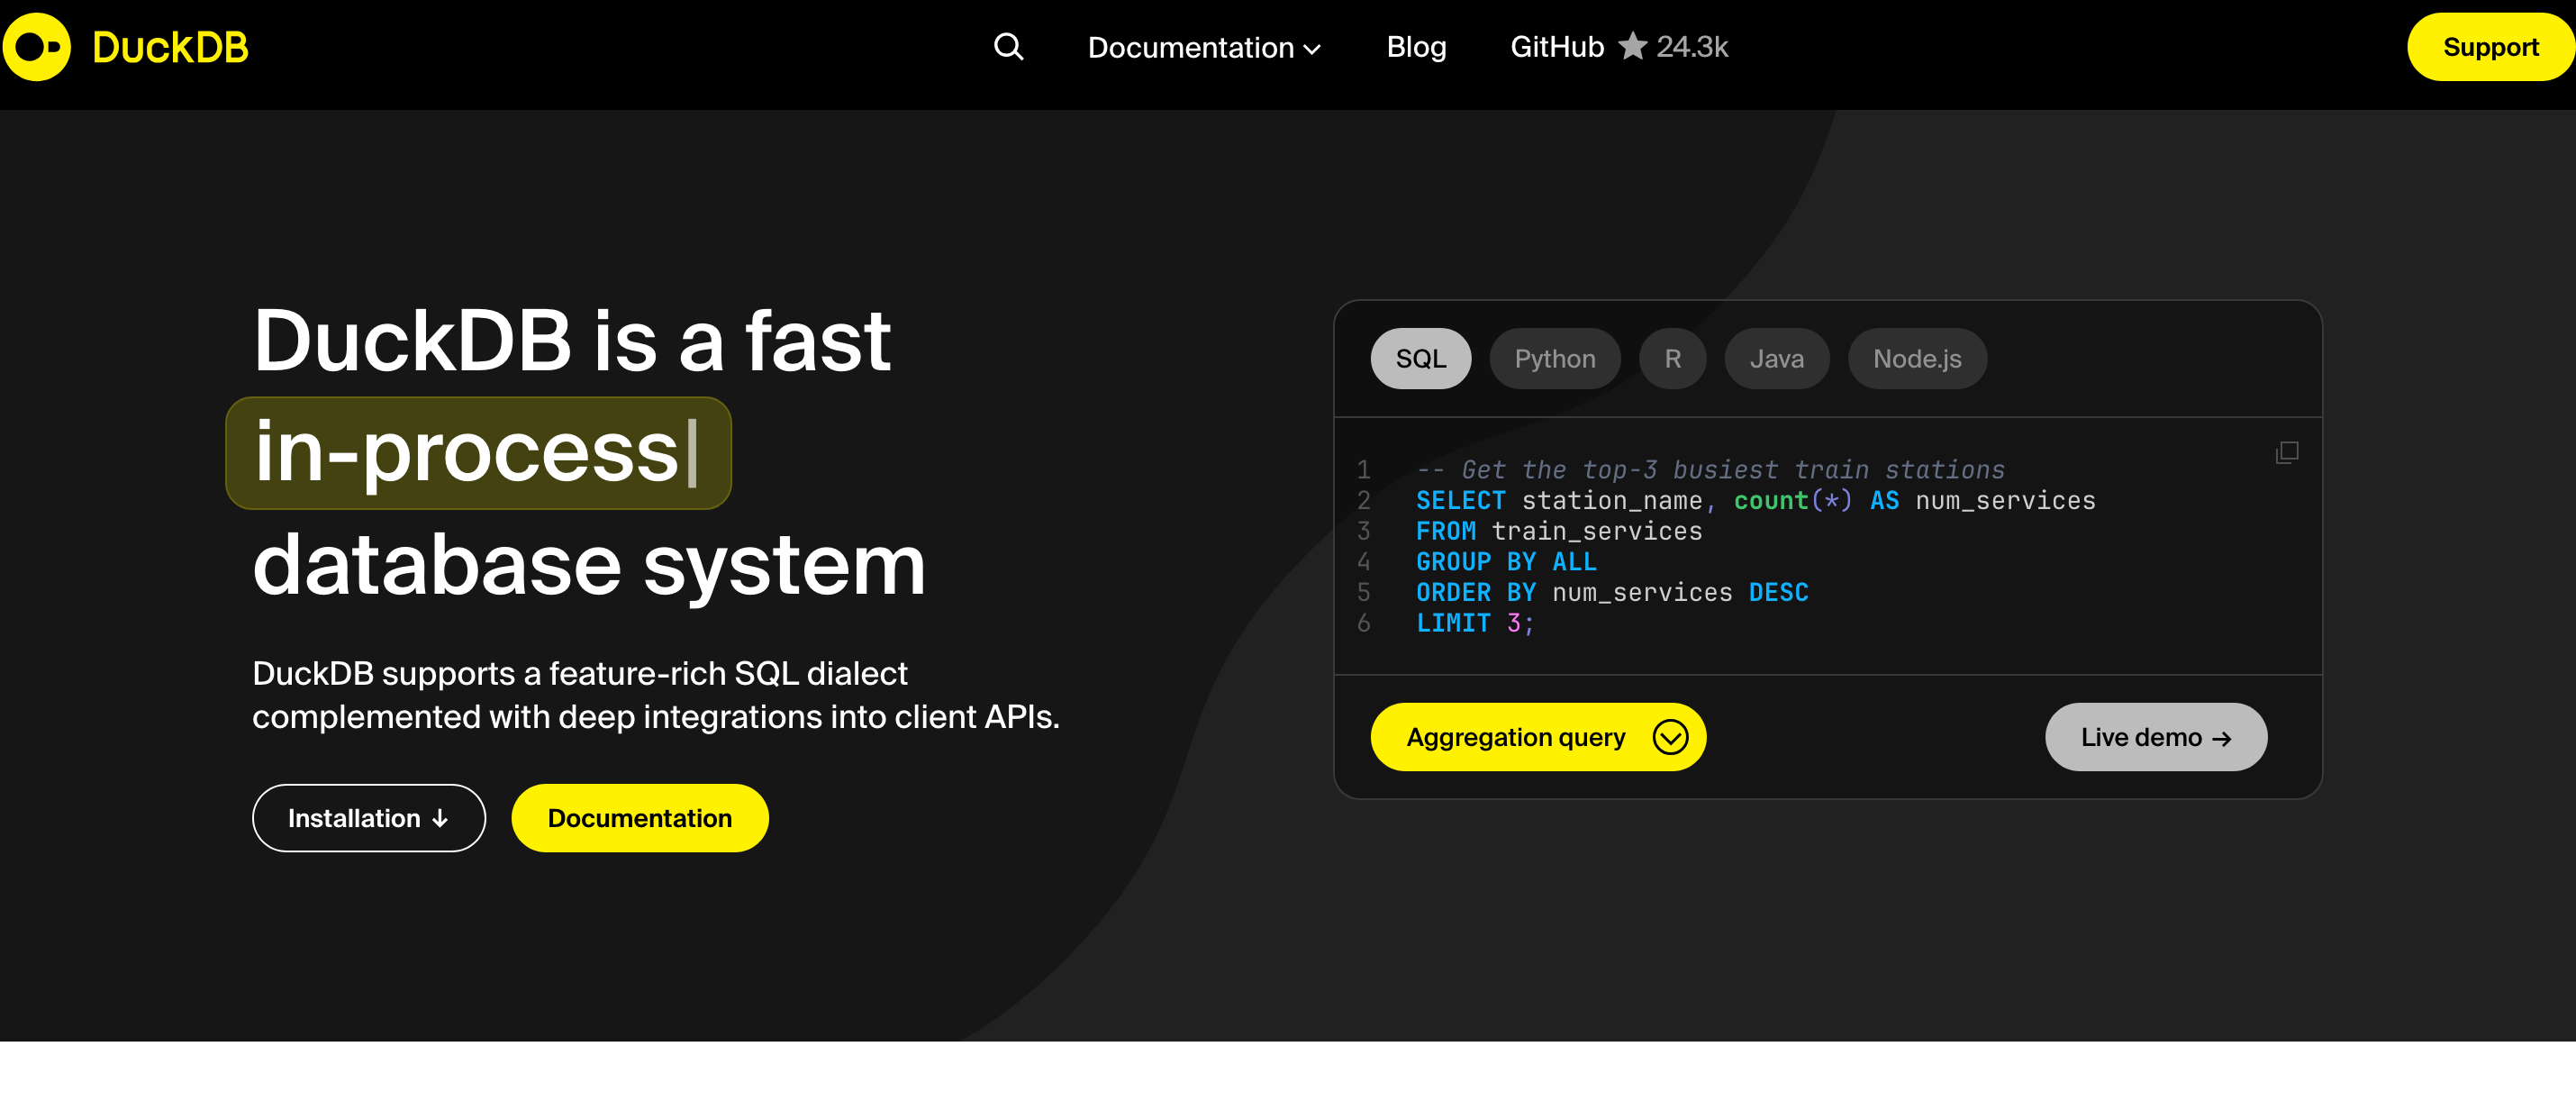 DuckDB
Documentation
Blog
GitHub ★ 24.3k
Support
DuckDB is a fast
in-process|
database system
DuckDB supports a feature-rich SQL dialect
complemented with deep integrations into client APIs.
Installation ↓
Documentation
SQL
Python
R
Java
Node.js
1 -- Get the top-3 busiest train stations
2 SELECT station_name, count(*) AS num_services
3 FROM train_services
4 GROUP BY ALL
5 ORDER BY num_services DESC
6 LIMIT 3;
Aggregation query
Live demo →